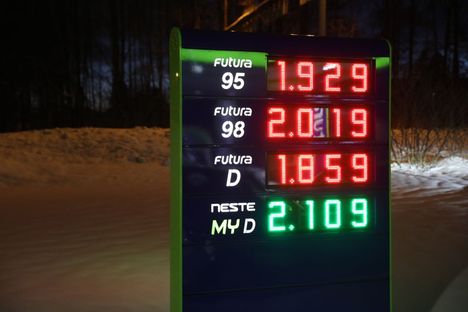 Futura 95 1.929
Futura 98 2.019
Futura D 1.859
NESTE MY D 2.109